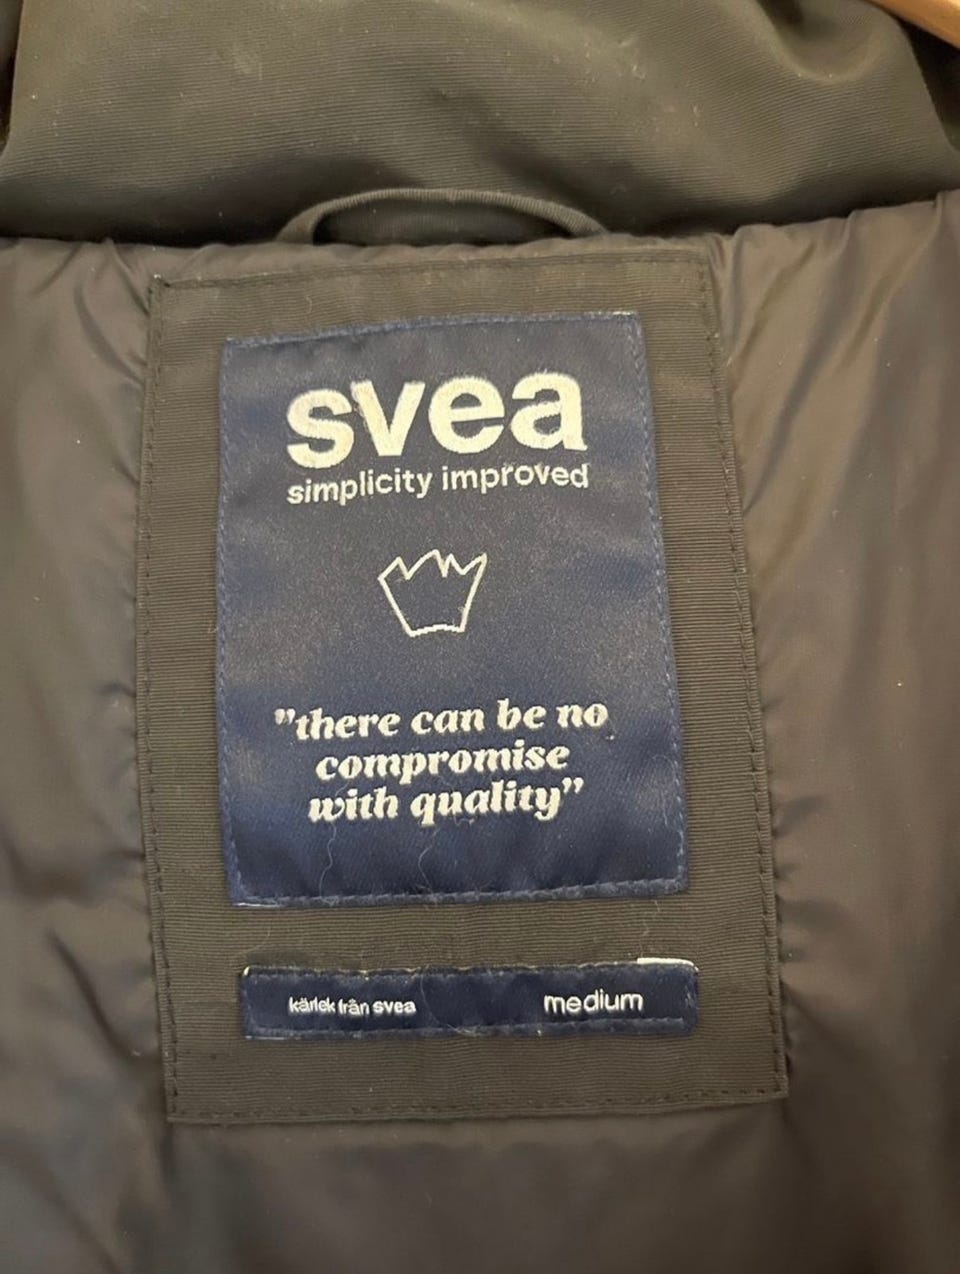 svea
simplicity improved
"there can be no
compromise
with quality"
kärlek från svea medium